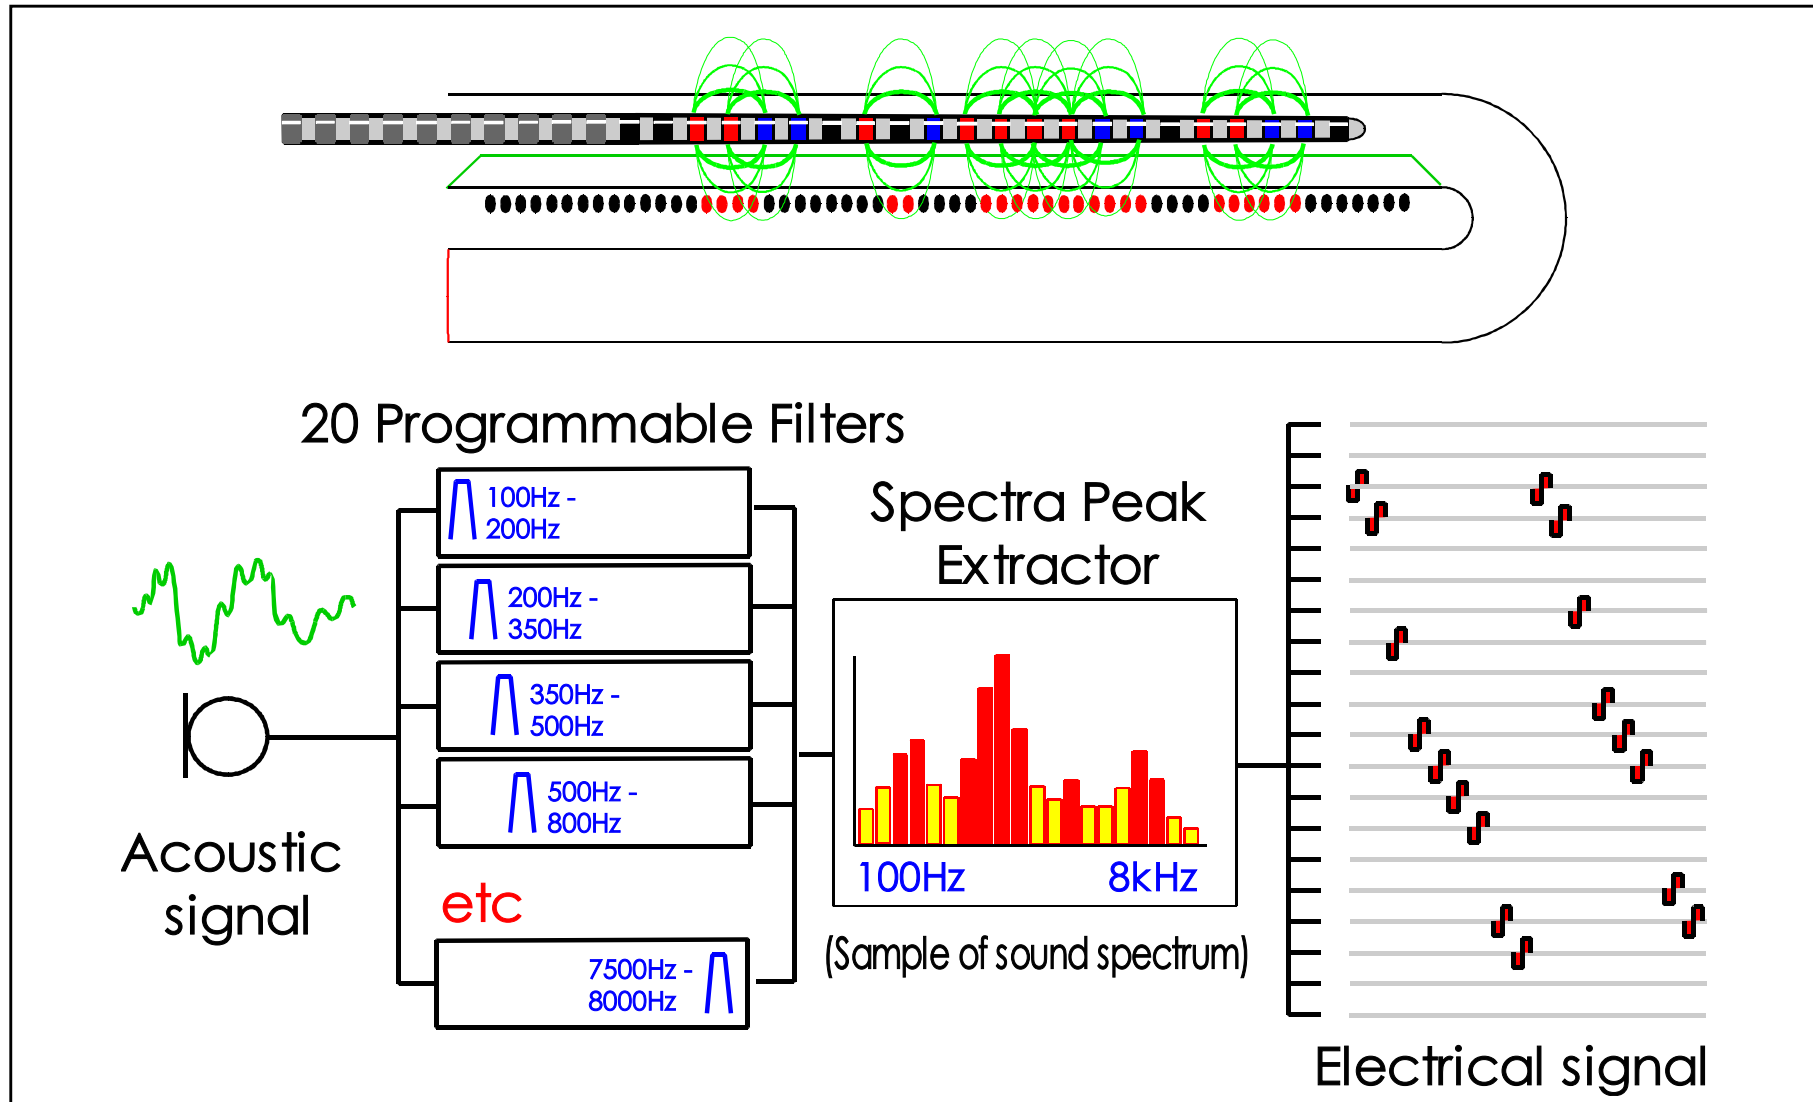 20 Programmable Filters
100Hz -
200Hz
200Hz -
350Hz
350Hz -
500Hz
500Hz -
800Hz
etc
7500Hz -
8000Hz
Acoustic
signal
Spectra Peak
Extractor
100Hz 8kHz
(Sample of sound spectrum)
Electrical signal